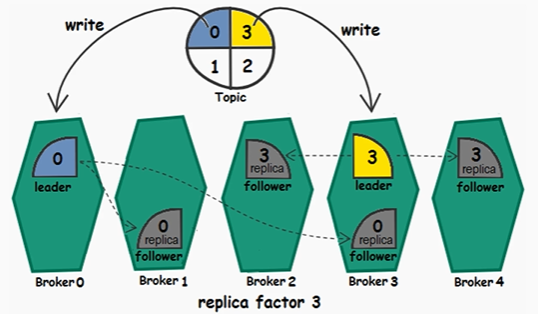 write
0 3
write
1 2
Topic
0
leader
3
replica
follower
3
leader
3
replica
follower
0
replica
follower
0
replica
follower
Broker 0
Broker 1
Broker 2
Broker 3
Broker 4
replica factor 3